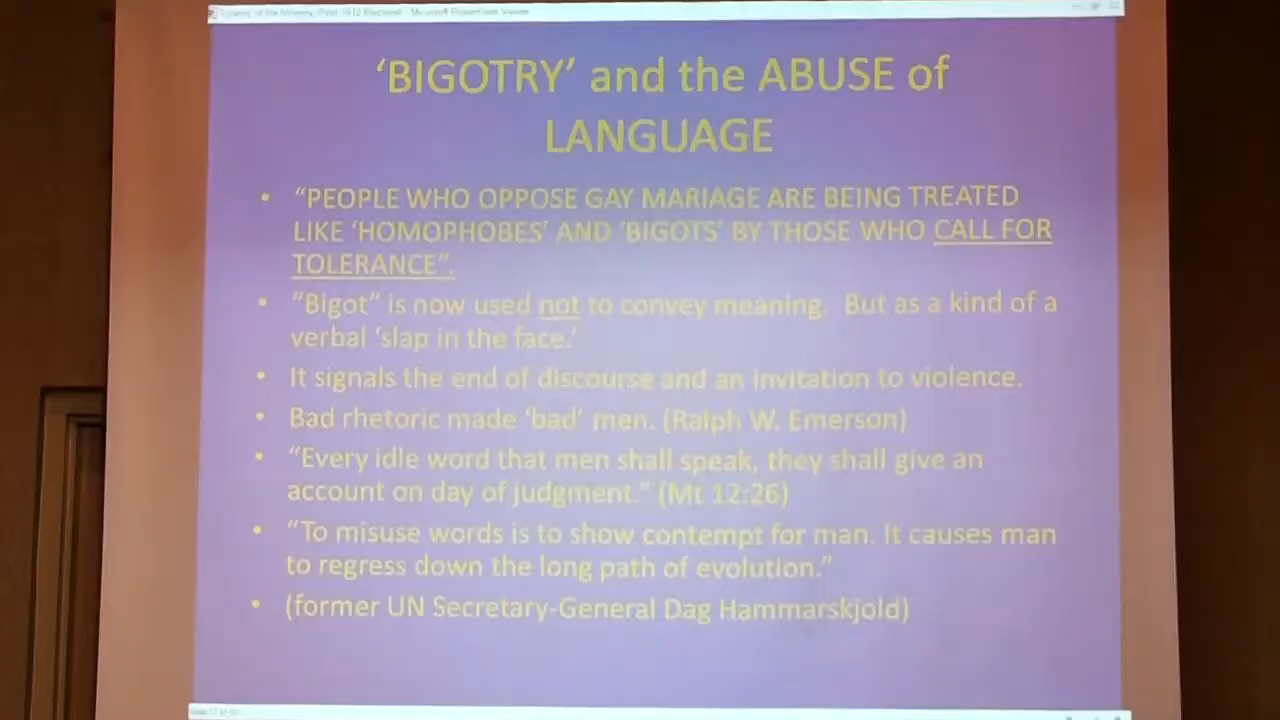 'BIGOTRY' and the ABUSE of
LANGUAGE
• "PEOPLE WHO OPPOSE GAY MARIAGE ARE BEING TREATED
LIKE 'HOMOPHOBES' AND 'BIGOTS' BY THOSE WHO CALL FOR
TOLERANCE".
• "Bigot" is now used not to convey meaning. But as a kind of a
verbal 'slap in the face.'
• It signals the end of discourse and an invitation to violence.
• Bad rhetoric made 'bad' men. (Ralph W. Emerson)
• "Every idle word that men shall speak, they shall give an
account on day of judgment." (Mt 12:26)
• "To misuse words is to show contempt for man. It causes man
to regress down the long path of evolution."
• (former UN Secretary-General Dag Hammarskjold)